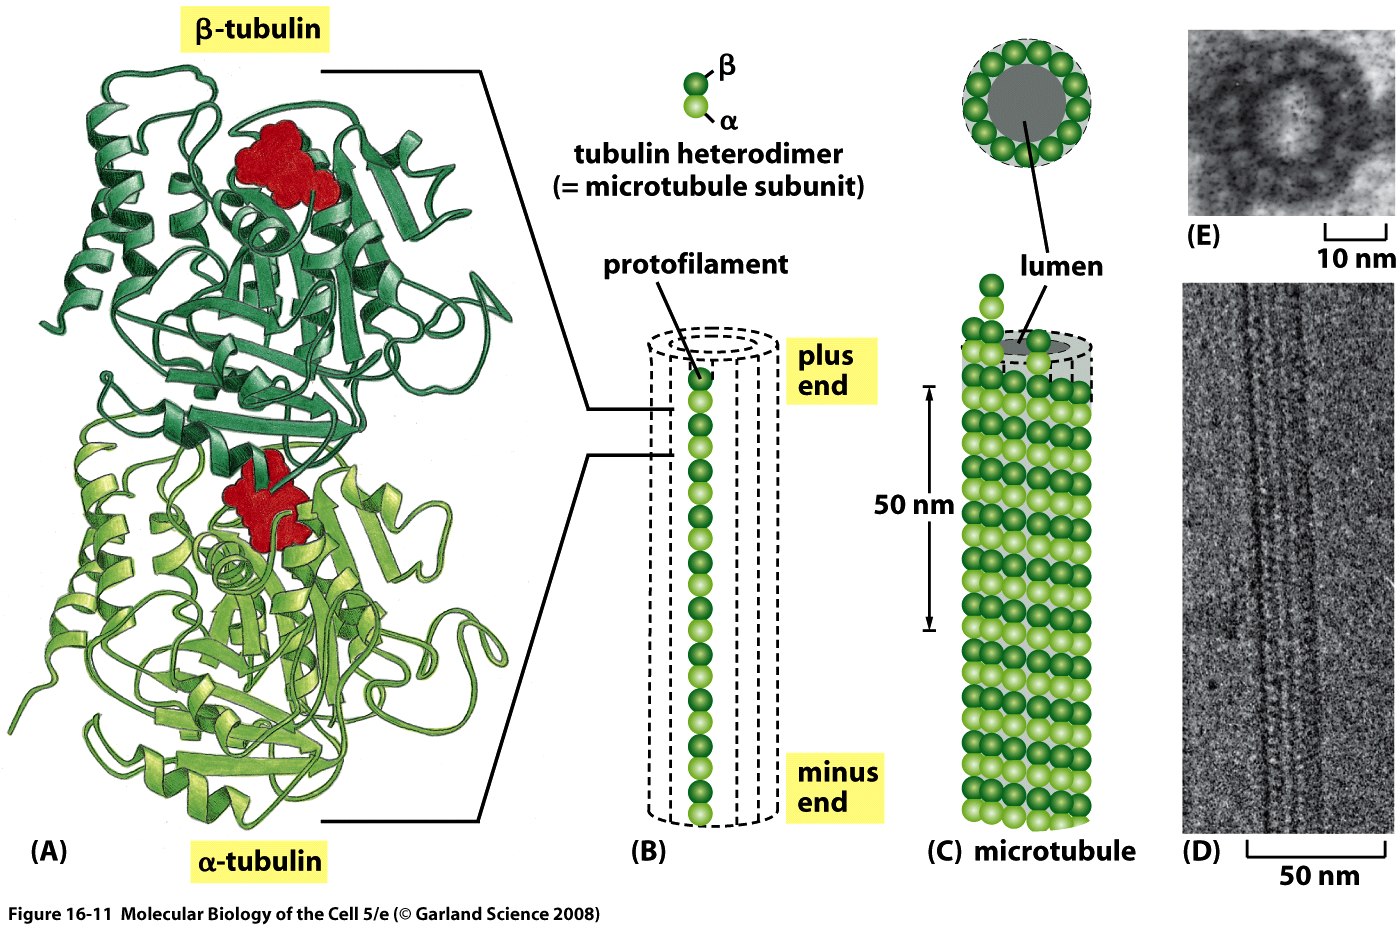 β-tubulin
β
α
tubulin heterodimer
(= microtubule subunit)
protofilament
plus
end
minus
end
lumen
50 nm
(E)
10 nm
(A)
α-tubulin
(B)
(C) microtubule
(D)
50 nm
Figure 16-11 Molecular Biology of the Cell 5/e (© Garland Science 2008)